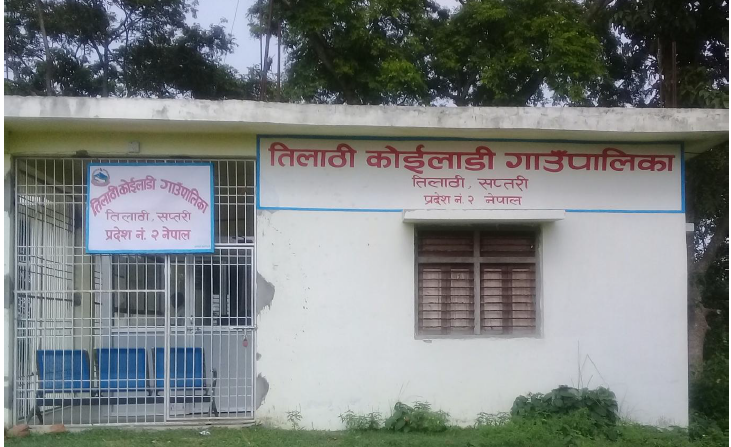 तिलाठी कोईलाडी गाउँपालिका
तिलाठी, सप्तरी
प्रदेश नं. २ नेपाल
तिलाठी कोईलाडी गाउँपालिका
तिलाठी, सप्तरी
प्रदेश नं. २ नेपाल